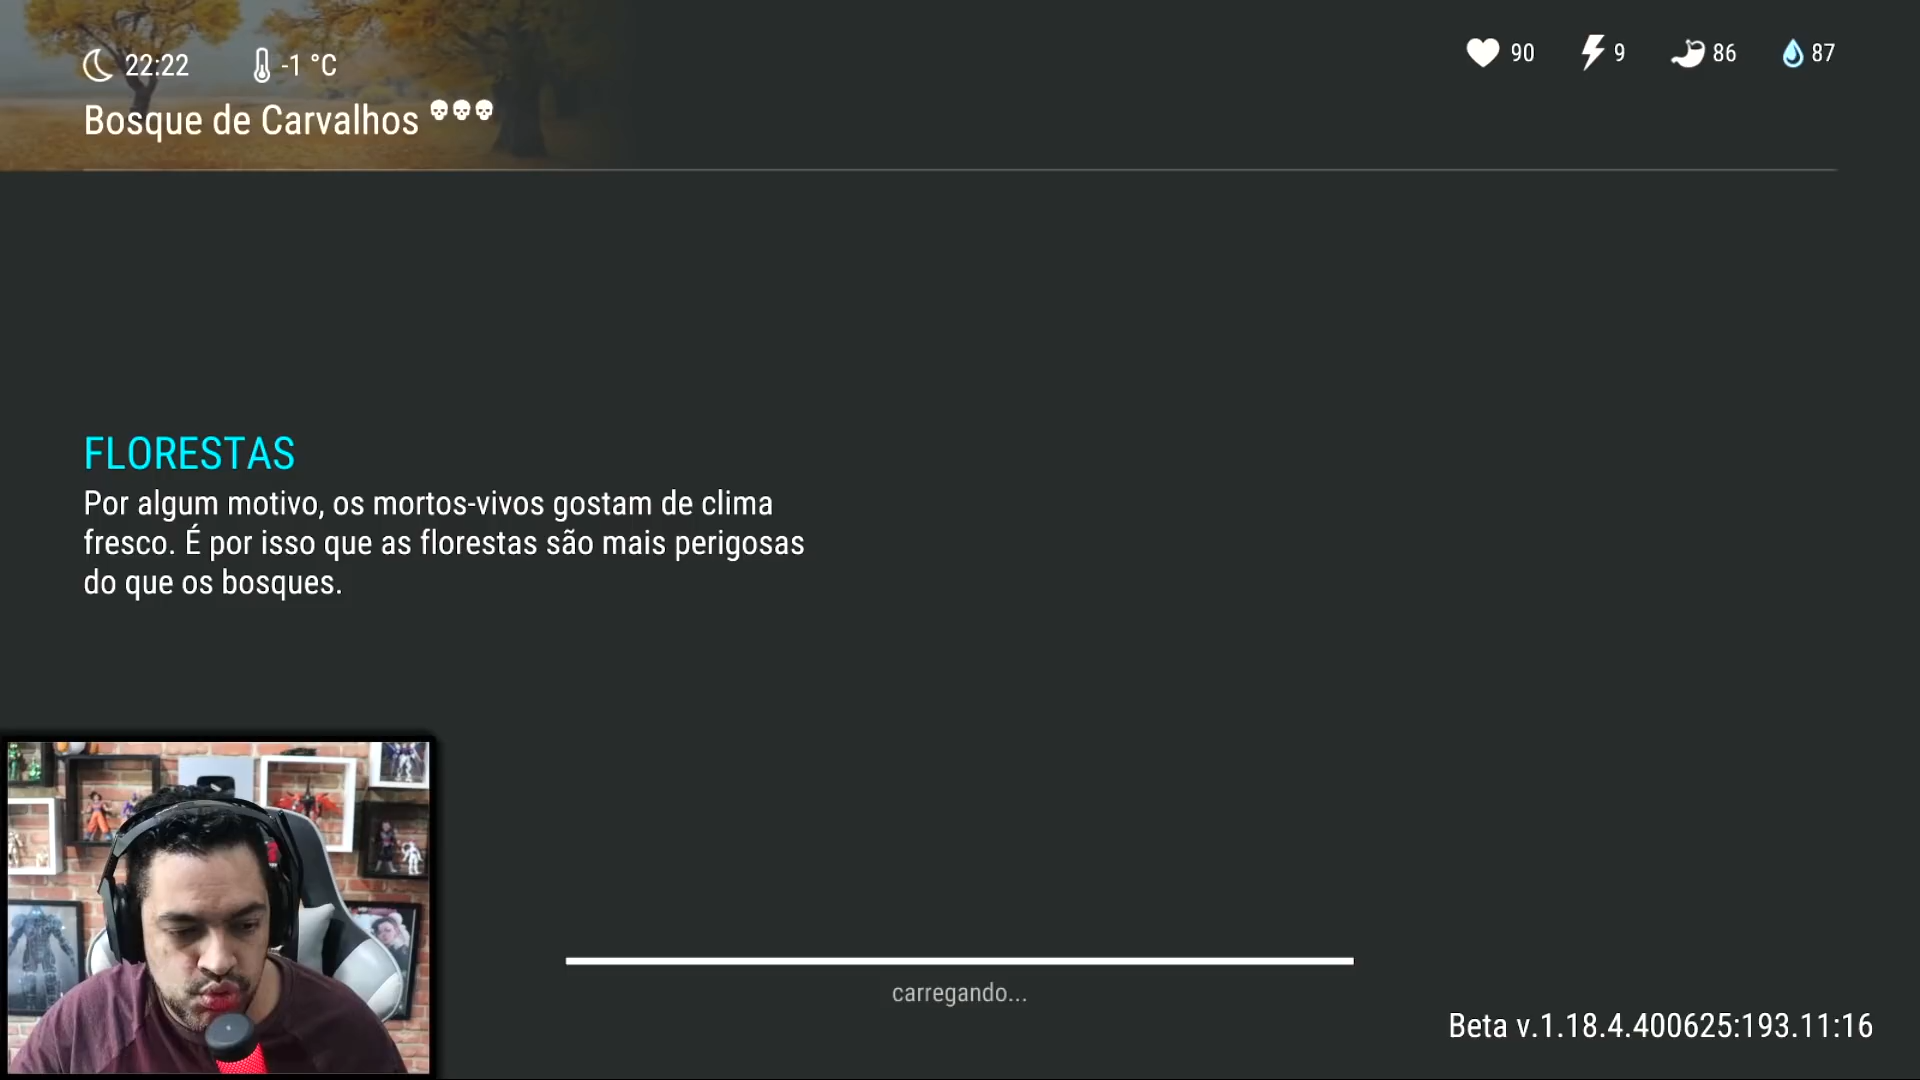 22:22
-1 °C
90
9
86
87
Bosque de Carvalhos
FLORESTAS
Por algum motivo, os mortos-vivos gostam de clima
fresco. É por isso que as florestas são mais perigosas
do que os bosques.
carregando...
Beta v.1.18.4.400625:193.11:16